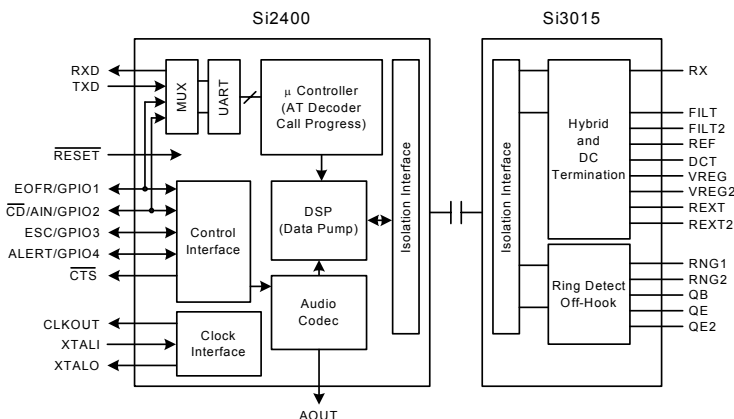 Si2400
Si3015
RXD
TXD
RESET
EOFR/GPIO1
CD/AIN/GPIO2
ESC/GPIO3
ALERT/GPIO4
CTS
CLKOUT
XTALI
XTALO
MUX
UART
μ Controller
(AT Decoder
Call Progress)
Control
Interface
DSP
(Data Pump)
Clock
Interface
Audio
Codec
AOUT
Isolation Interface
Isolation Interface
Hybrid
and
DC
Termination
Ring Detect
Off-Hook
RX
FILT
FILT2
REF
DCT
VREG
VREG2
REXT
REXT2
RNG1
RNG2
QB
QE
QE2